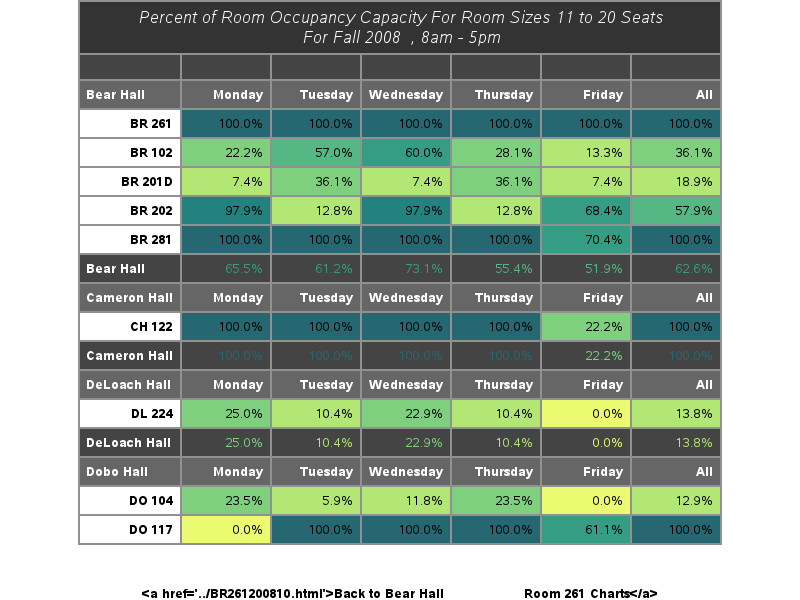 Percent of Room Occupancy Capacity For Room Sizes 11 to 20 Seats
For Fall 2008 , 8am - 5pm
Bear Hall Monday Tuesday Wednesday Thursday Friday All
BR 261 100.0% 100.0% 100.0% 100.0% 100.0% 100.0%
BR 102 22.2% 57.0% 60.0% 28.1% 13.3% 36.1%
BR 201D 7.4% 36.1% 7.4% 36.1% 7.4% 18.9%
BR 202 97.9% 12.8% 97.9% 12.8% 68.4% 57.9%
BR 281 100.0% 100.0% 100.0% 100.0% 70.4% 100.0%
Bear Hall 65.5% 61.2% 73.1% 55.4% 51.9% 62.6%
Cameron Hall Monday Tuesday Wednesday Thursday Friday All
CH 122 100.0% 100.0% 100.0% 100.0% 22.2% 100.0%
Cameron Hall 100.0% 100.0% 100.0% 100.0% 22.2% 100.0%
DeLoach Hall Monday Tuesday Wednesday Thursday Friday All
DL 224 25.0% 10.4% 22.9% 10.4% 0.0% 13.8%
DeLoach Hall 25.0% 10.4% 22.9% 10.4% 0.0% 13.8%
Dobo Hall Monday Tuesday Wednesday Thursday Friday All
DO 104 23.5% 5.9% 11.8% 23.5% 0.0% 12.9%
DO 117 0.0% 100.0% 100.0% 100.0% 61.1% 100.0%
<a href='../BR261200810.html'>Back to Bear Hall Room 261 Charts</a>